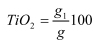 TiO₂ = g₁/g 100